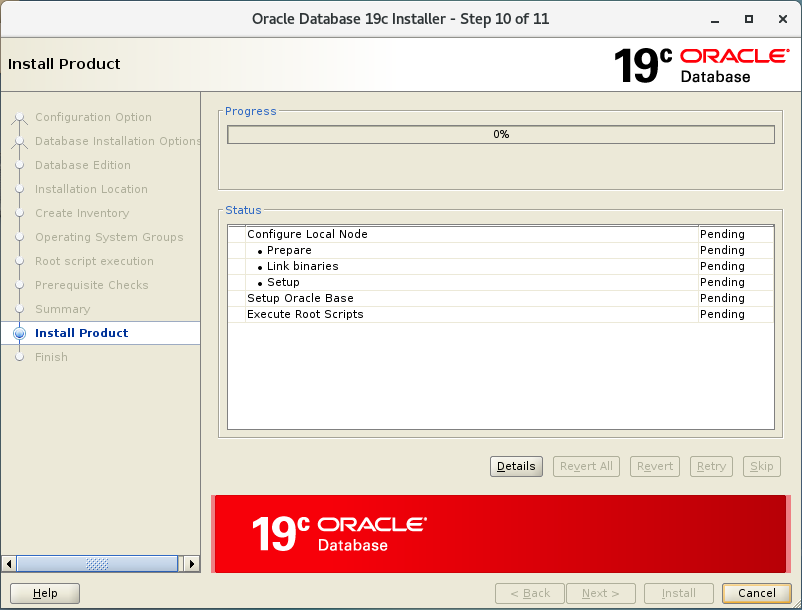 Oracle Database 19c Installer - Step 10 of 11
Install Product
19c ORACLE
Database
Configuration Option
Database Installation Options
Database Edition
Installation Location
Create Inventory
Operating System Groups
Root script execution
Prerequisite Checks
Summary
Install Product
Finish
Progress
0%
Status
Configure Local Node Pending
• Prepare Pending
• Link binaries Pending
• Setup Pending
Setup Oracle Base Pending
Execute Root Scripts Pending
Details Revert All Revert Retry Skip
19c ORACLE
Database
Help < Back Next > Install Cancel